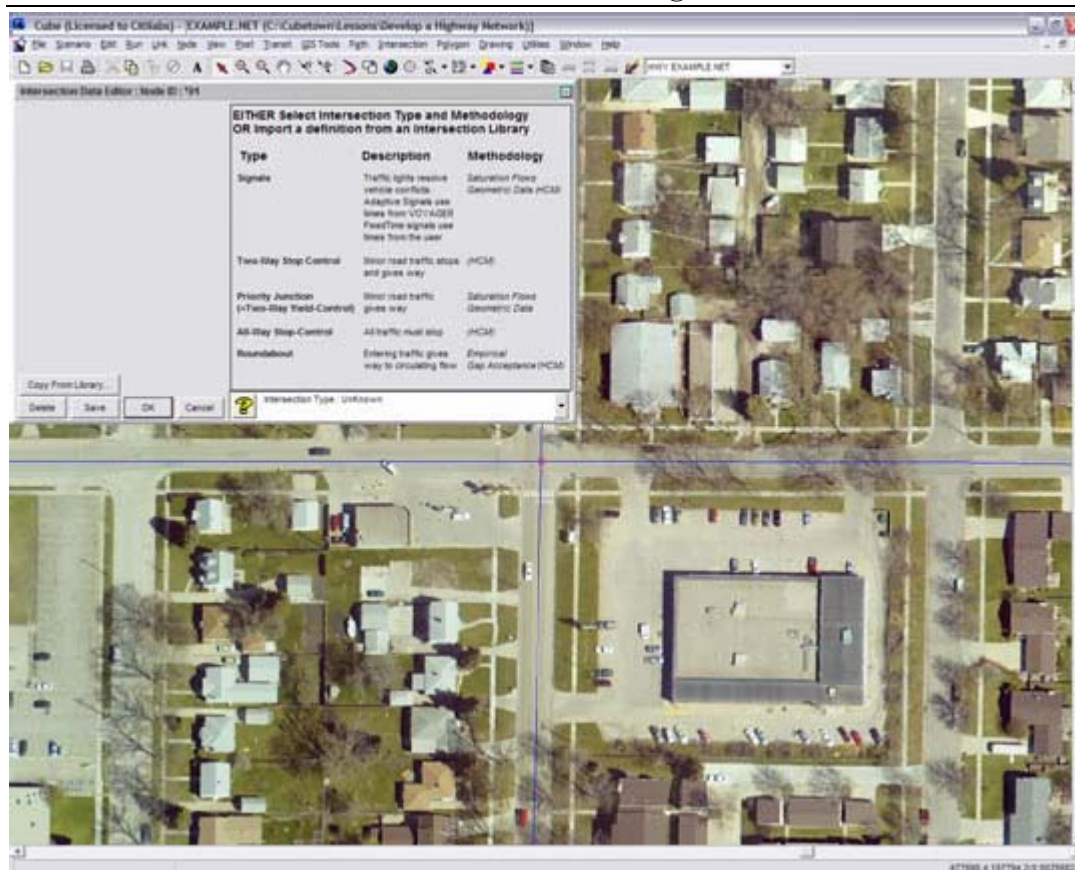 Cube (Licensed to Citilabs) - [EXAMPLE.NET (C:\Cubetown\Lessons\Develop a Highway Network)]
File Scenario Edit Run Link Node View Post Transit GIS Tools Path Intersection Polygon Drawing Utilities Window Help
HWY EXAMPLE.NET
Intersection Data Editor : Node ID :
EITHER Select Intersection Type and Methodology
OR Import a definition from an Intersection Library
Type Description Methodology
Signals Traffic lights resolve Saturation Flows
vehicle conflicts Geometric Data (HCM)
Adaptive Signals use
times from VOYAGER
FixedTime signals use
times from the user
Two-Way Stop Control Minor road traffic stops (HCM)
and gives way
Priority Junction Minor road traffic Saturation Flows
(=Two-Way Yield-Control) gives way Geometric Data
All-Way Stop-Control All traffic must stop (HCM)
Roundabout Entering traffic gives Empirical
way to circulating flow Gap Acceptance (HCM)
Copy From Library...
Delete Save OK Cancel
Intersection Type : UnKnown